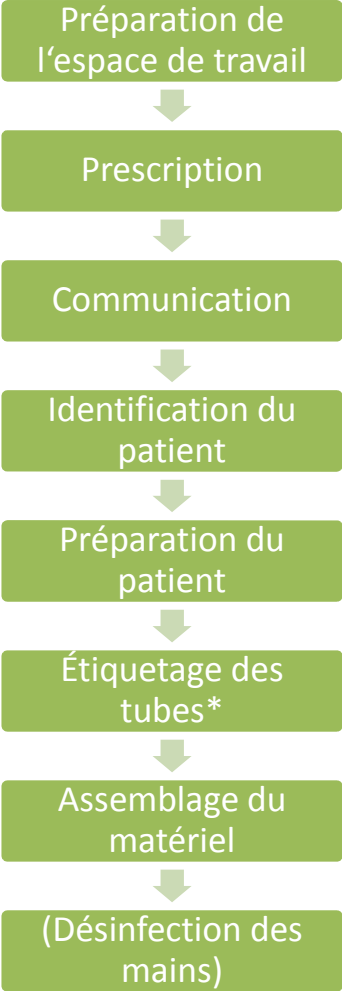 Préparation de
l‘espace de travail
Prescription
Communication
Identification du
patient
Préparation du
patient
Étiquetage des
tubes*
Assemblage du
matériel
(Désinfection des
mains)